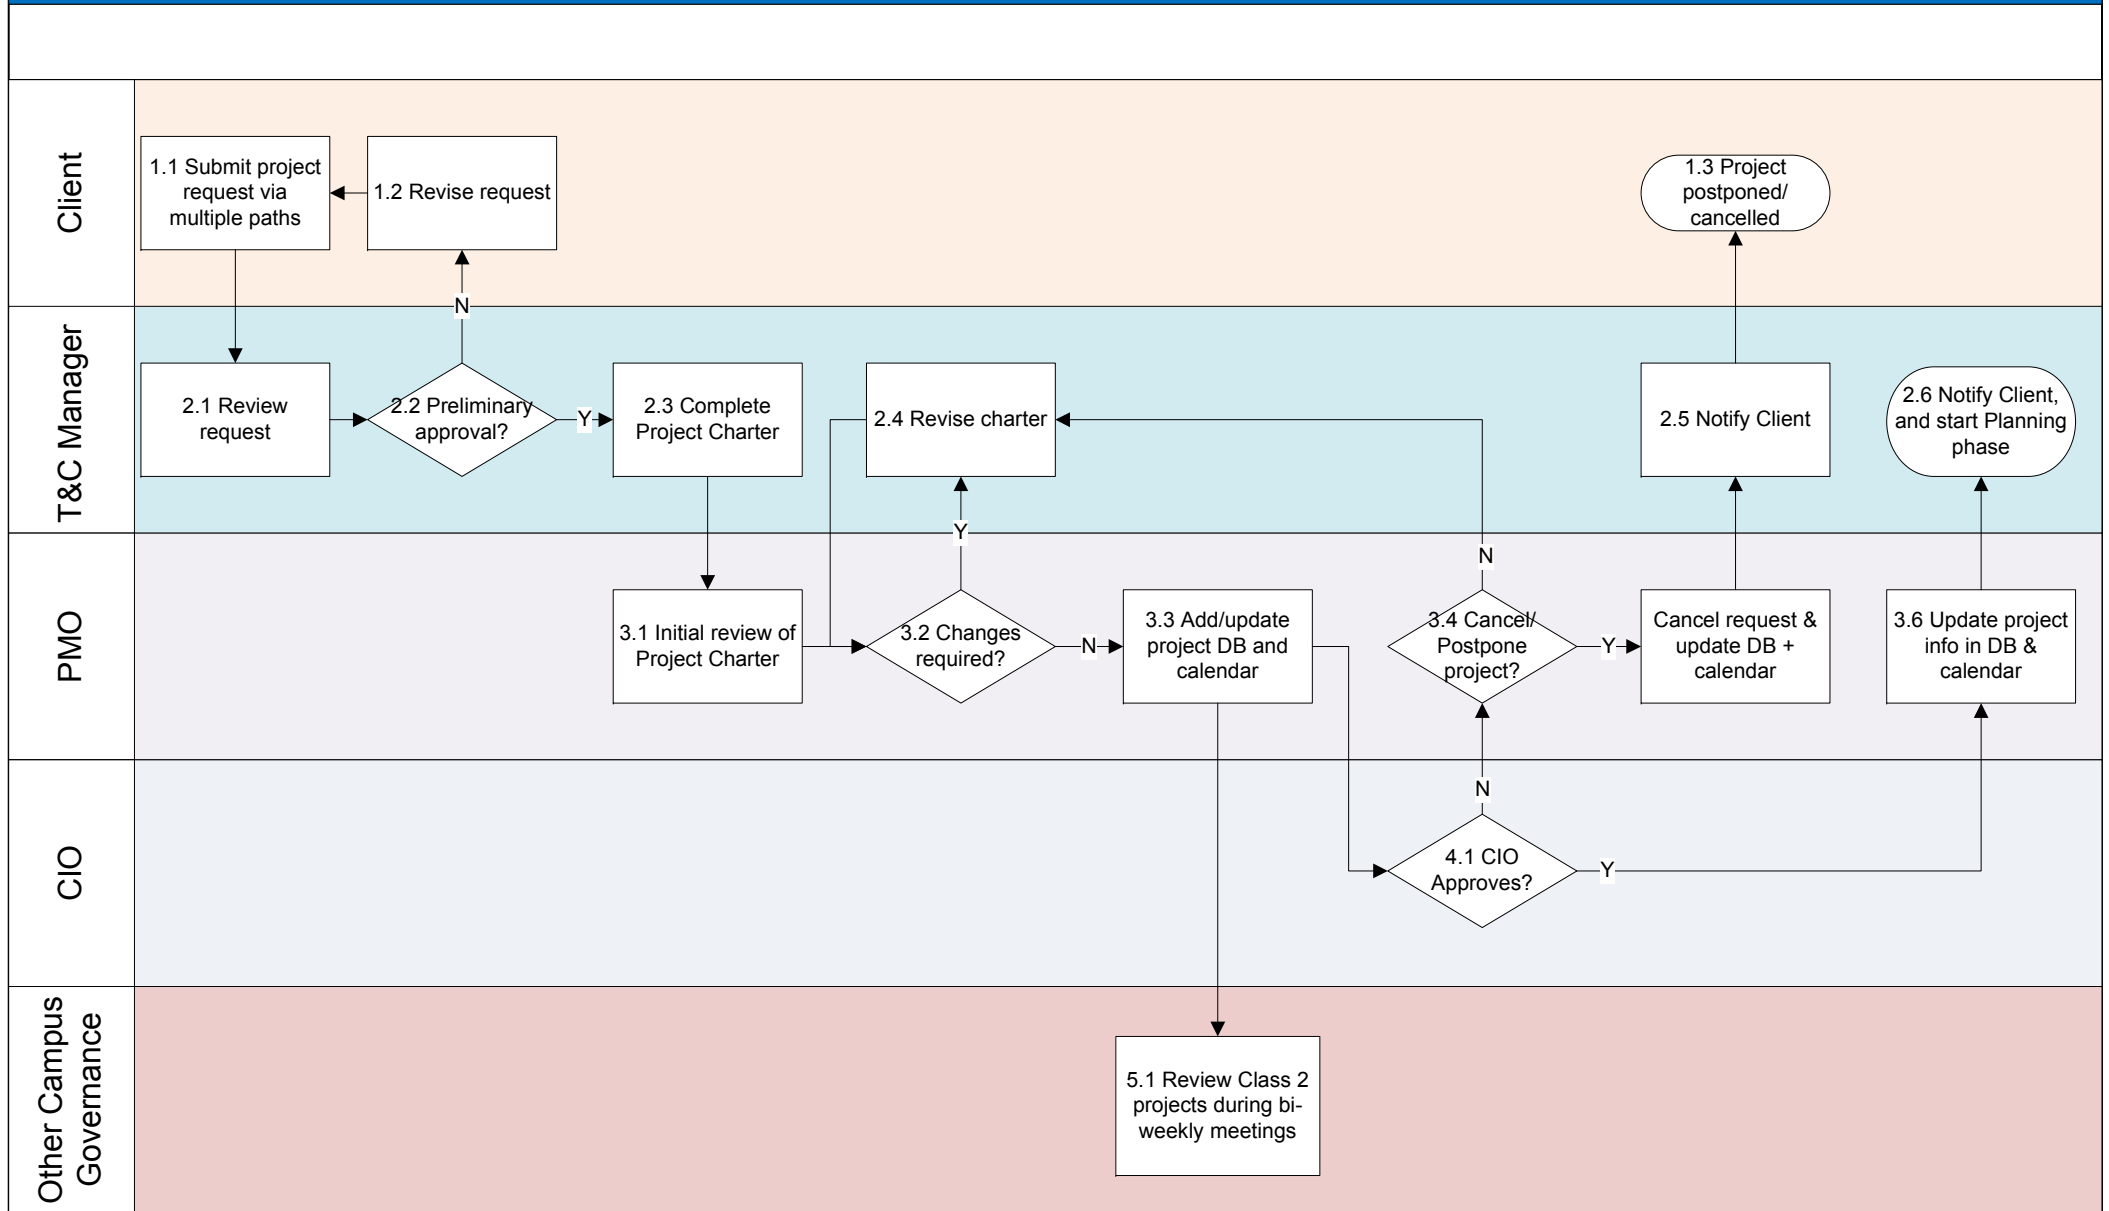 Client
1.1 Submit project
request via
multiple paths
1.2 Revise request
1.3 Project
postponed/
cancelled
N
T&C Manager
2.1 Review
request
2.2 Preliminary
approval?
Y
2.3 Complete
Project Charter
2.4 Revise charter
2.5 Notify Client
2.6 Notify Client,
and start Planning
phase
Y
N
PMO
3.1 Initial review of
Project Charter
3.2 Changes
required?
N
3.3 Add/update
project DB and
calendar
3.4 Cancel/
Postpone
project?
Y
Cancel request &
update DB +
calendar
3.6 Update project
info in DB &
calendar
N
CIO
4.1 CIO
Approves?
Y
Other Campus
Governance
5.1 Review Class 2
projects during bi-
weekly meetings